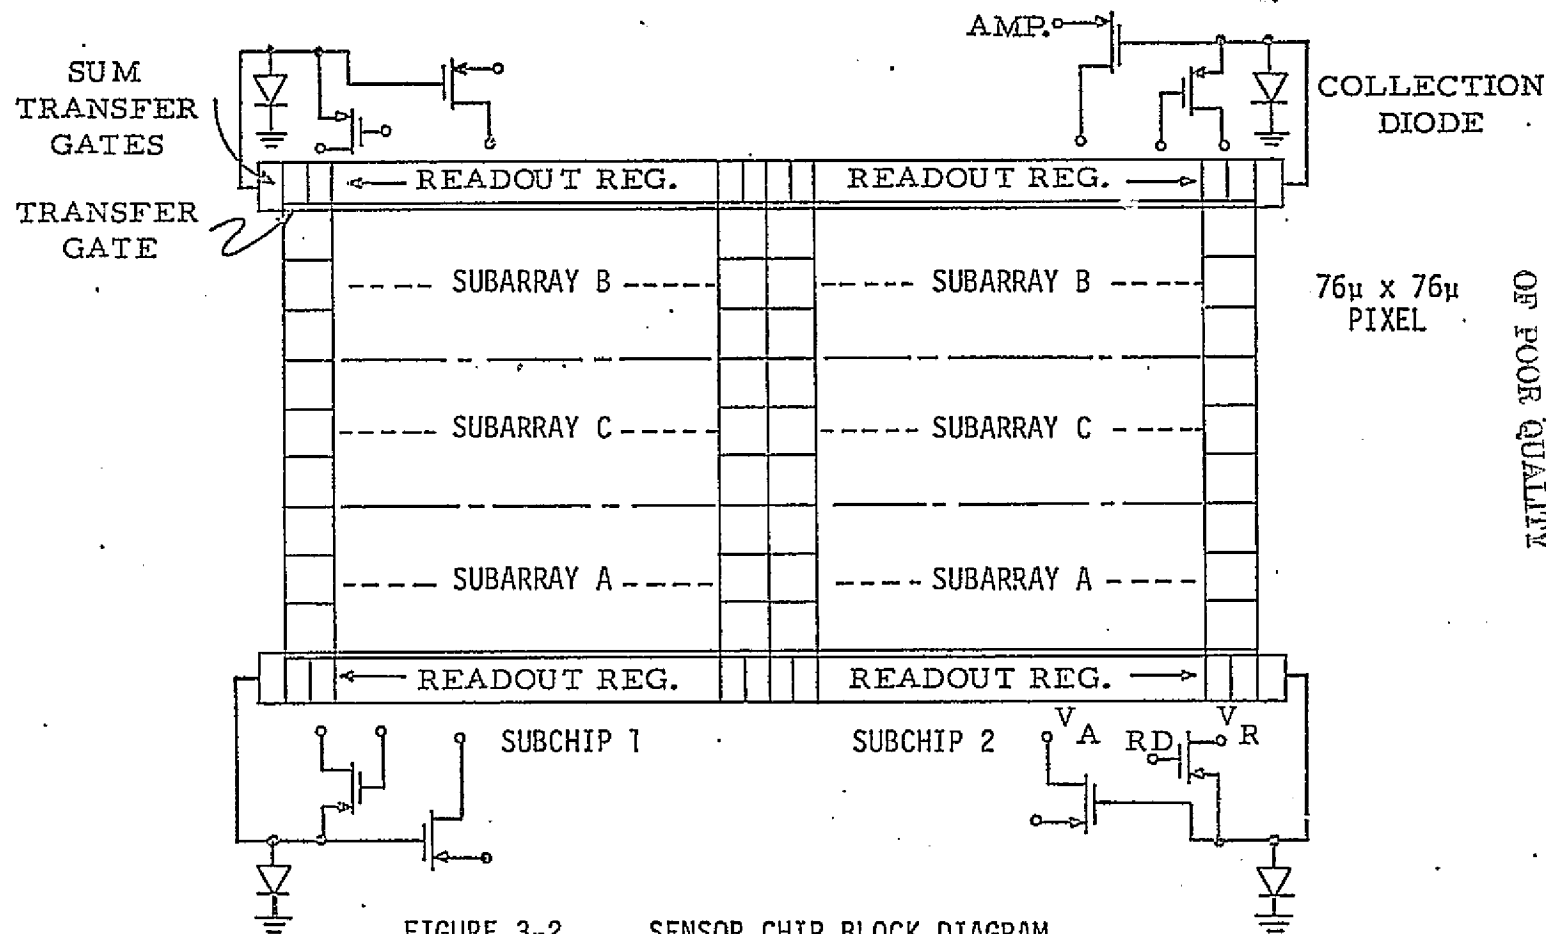 AMP.
SUM
TRANSFER
GATES
COLLECTION
DIODE
READOUT REG.
READOUT REG.
TRANSFER
GATE
SUBARRAY B
SUBARRAY B
76µ x 76µ
PIXEL
OF POOR QUALITY
SUBARRAY C
SUBARRAY C
SUBARRAY A
SUBARRAY A
READOUT REG.
READOUT REG.
SUBCHIP 1
SUBCHIP 2
VA
RD
VR
FIGURE 3-2 SENSOR CHIP BLOCK DIAGRAM